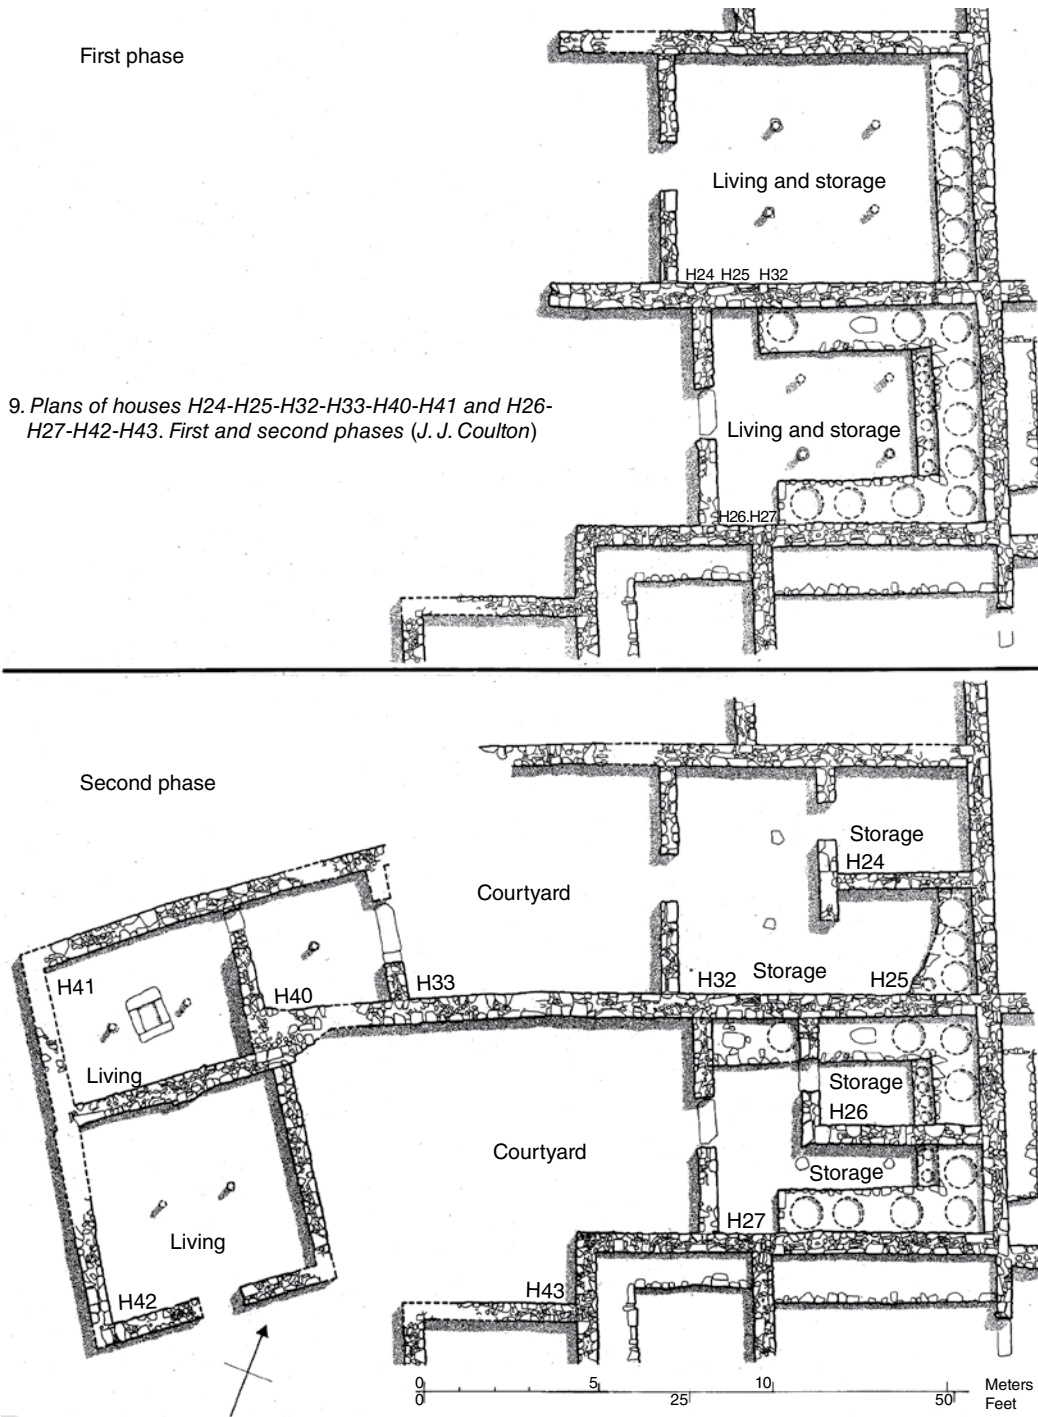 First phase
Living and storage
H24 H25 H32
9. Plans of houses H24-H25-H32-H33-H40-H41 and H26-
H27-H42-H43. First and second phases (J. J. Coulton)
Living and storage
H26 H27
Second phase
Storage
H24
Courtyard
H41
H40
H33
H32
Storage
H25
Living
Storage
H26
Courtyard
Storage
H27
Living
H42
H43
0 5 10 Meters
0 25 50 Feet